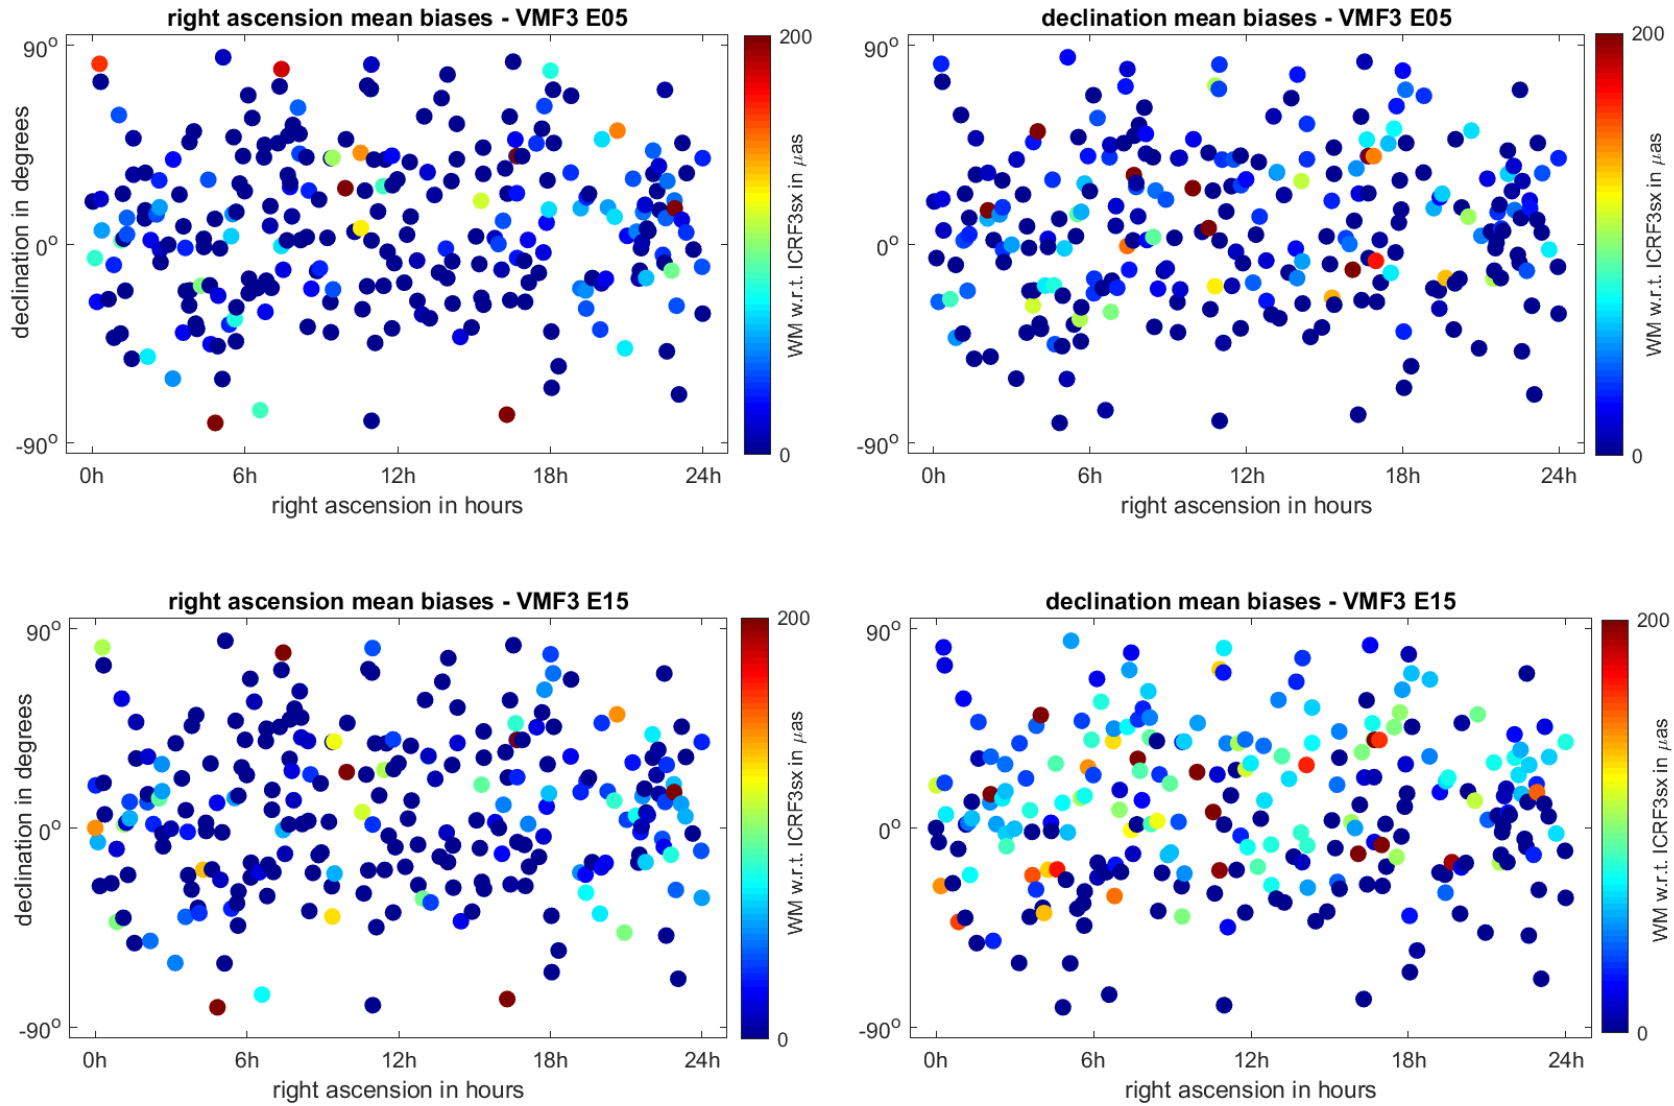 right ascension mean biases - VMF3 E05
90°
0°
-90°
declination in degrees
0h 6h 12h 18h 24h
right ascension in hours
200
0
WM w.r.t. ICRF3sx in μas
declination mean biases - VMF3 E05
90°
0°
-90°
0h 6h 12h 18h 24h
right ascension in hours
200
0
WM w.r.t. ICRF3sx in μas
right ascension mean biases - VMF3 E15
90°
0°
-90°
declination in degrees
0h 6h 12h 18h 24h
right ascension in hours
200
0
WM w.r.t. ICRF3sx in μas
declination mean biases - VMF3 E15
90°
0°
-90°
0h 6h 12h 18h 24h
right ascension in hours
200
0
WM w.r.t. ICRF3sx in μas